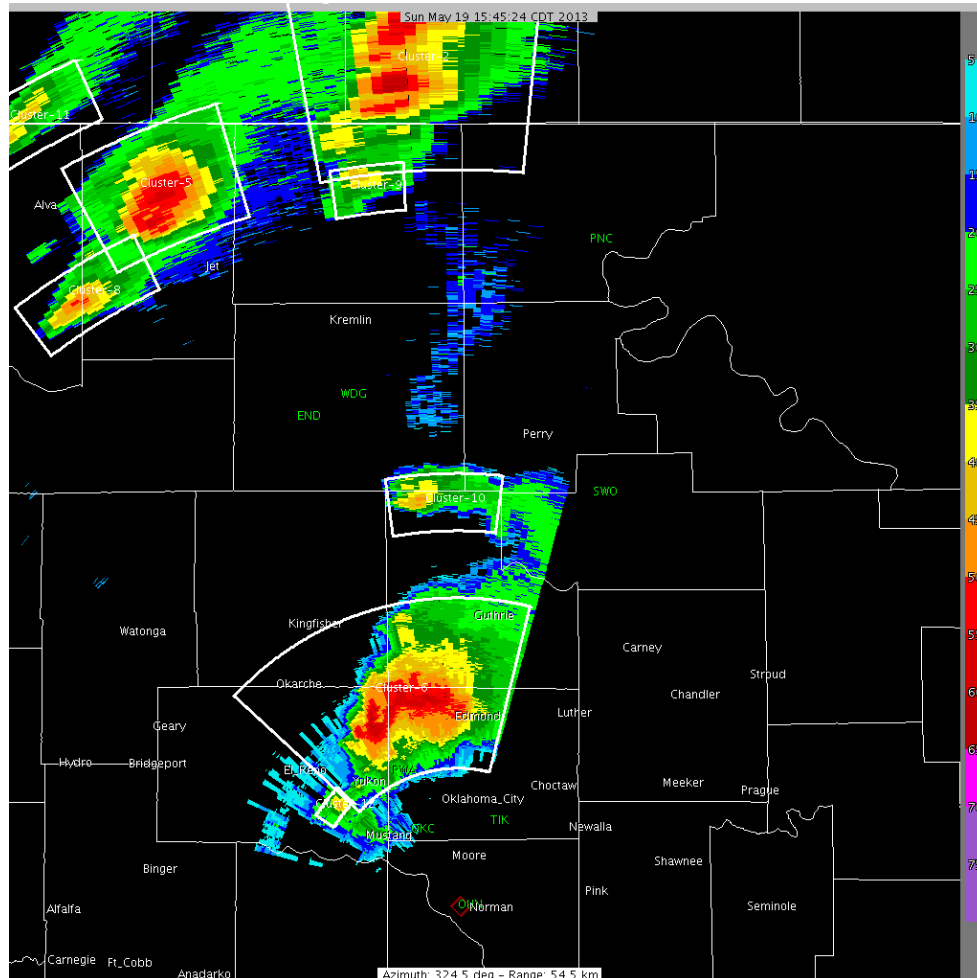 Sun May 19 15:45:24 CDT 2013
Cluster-2
Cluster-11
Cluster-5
Cluster-9
Alva
PNC
Jet
Cluster-8
Kremlin
WDG
END
Perry
Cluster-10
SWO
Guthrie
Kingfisher
Watonga
Carney
Stroud
Okarche
Cluster-6
Chandler
Edmond
Luther
Geary
Hydro
Bridgeport
El_Reno
Yukon
Choctaw
Meeker
Prague
Oklahoma_City
TIK
Newalla
Mustang
Moore
Shawnee
Binger
Pink
Alfalfa
OUN
Norman
Seminole
Carnegie
Ft_Cobb
Anadarko
Azimuth: 324.5 deg - Range: 54.5 km